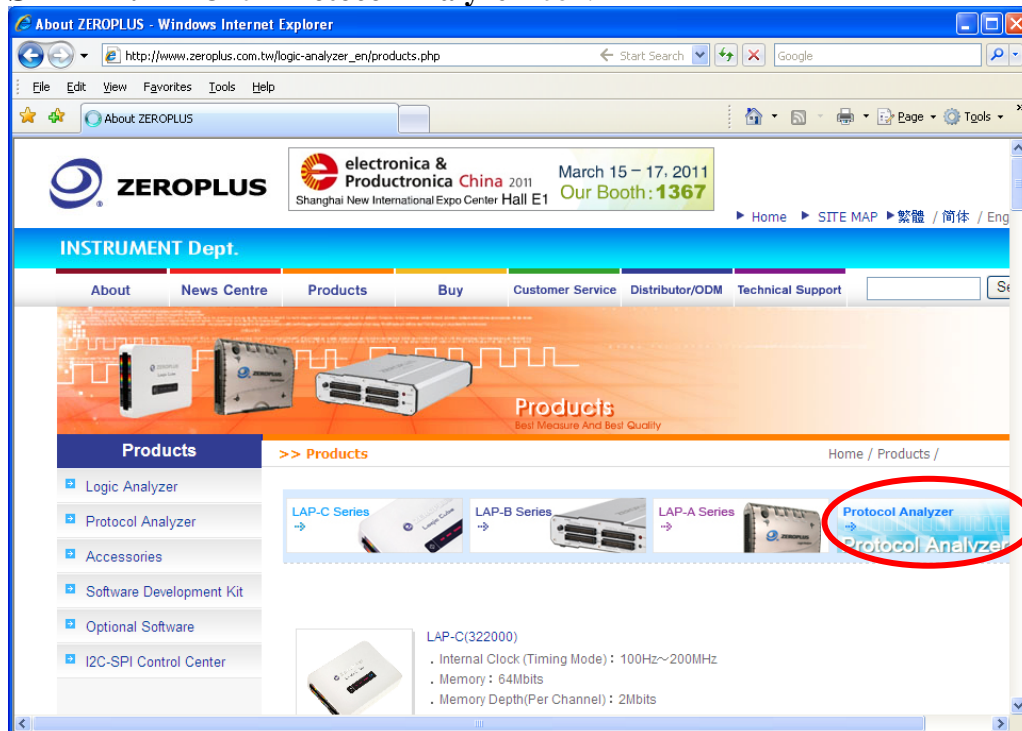 About ZEROPLUS - Windows Internet Explorer
http://www.zeroplus.com.tw/logic-analyzer_en/products.php
Start Search
Google
File Edit View Favorites Tools Help
About ZEROPLUS
Page Tools
ZEROPLUS
electronica &
Productronica China 2011
Shanghai New International Expo Center Hall E1
March 15 – 17, 2011
Our Booth : 1367
Home SITE MAP 繁體 / 简体 / Eng
INSTRUMENT Dept.
About News Centre Products Buy Customer Service Distributor/ODM Technical Support
Products
Best Measure And Best Quality
Products
>> Products
Home / Products /
Logic Analyzer
Protocol Analyzer
Accessories
Software Development Kit
Optional Software
I2C-SPI Control Center
LAP-C Series
LAP-B Series
LAP-A Series
Protocol Analyzer
Protocol Analyzer
LAP-C(322000)
. Internal Clock (Timing Mode)：100Hz～200MHz
. Memory：64Mbits
. Memory Depth(Per Channel)：2Mbits